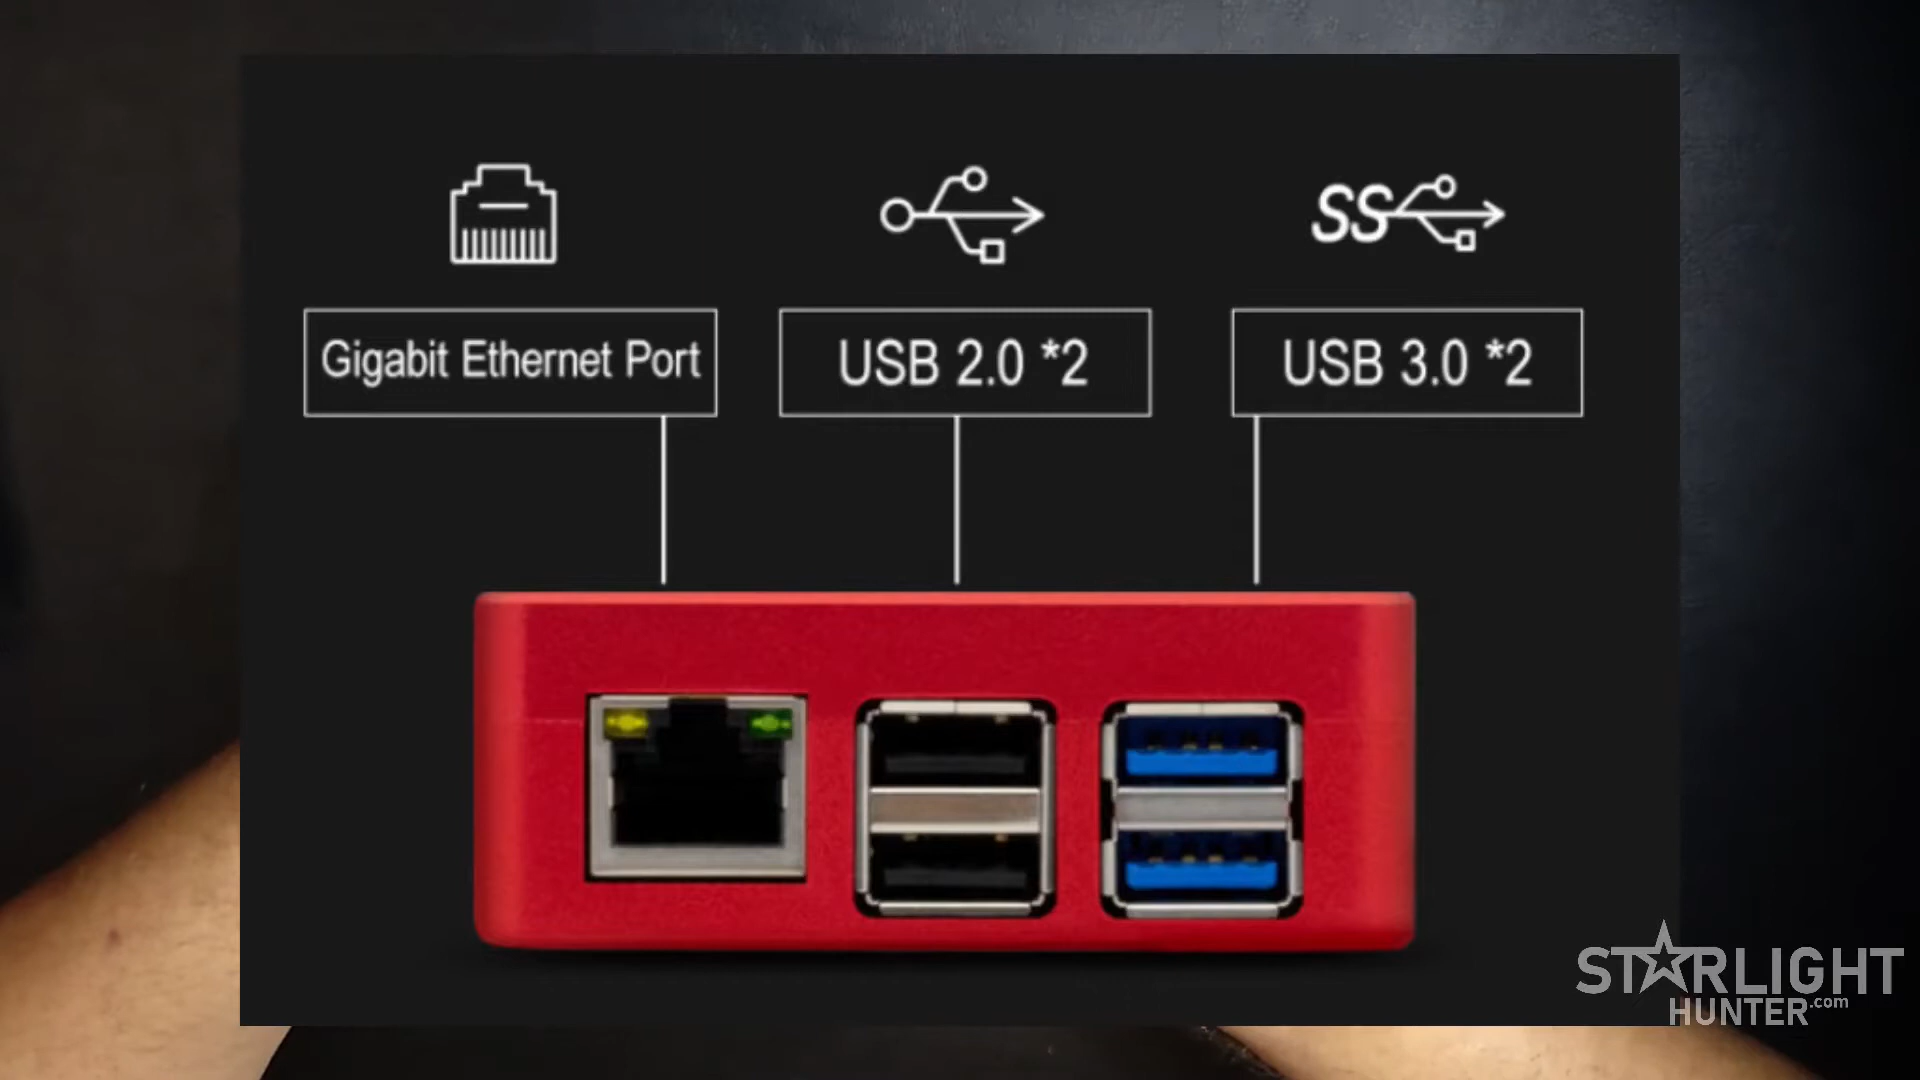 SS
Gigabit Ethernet Port
USB 2.0 *2
USB 3.0 *2
STARLIGHT
HUNTER.com